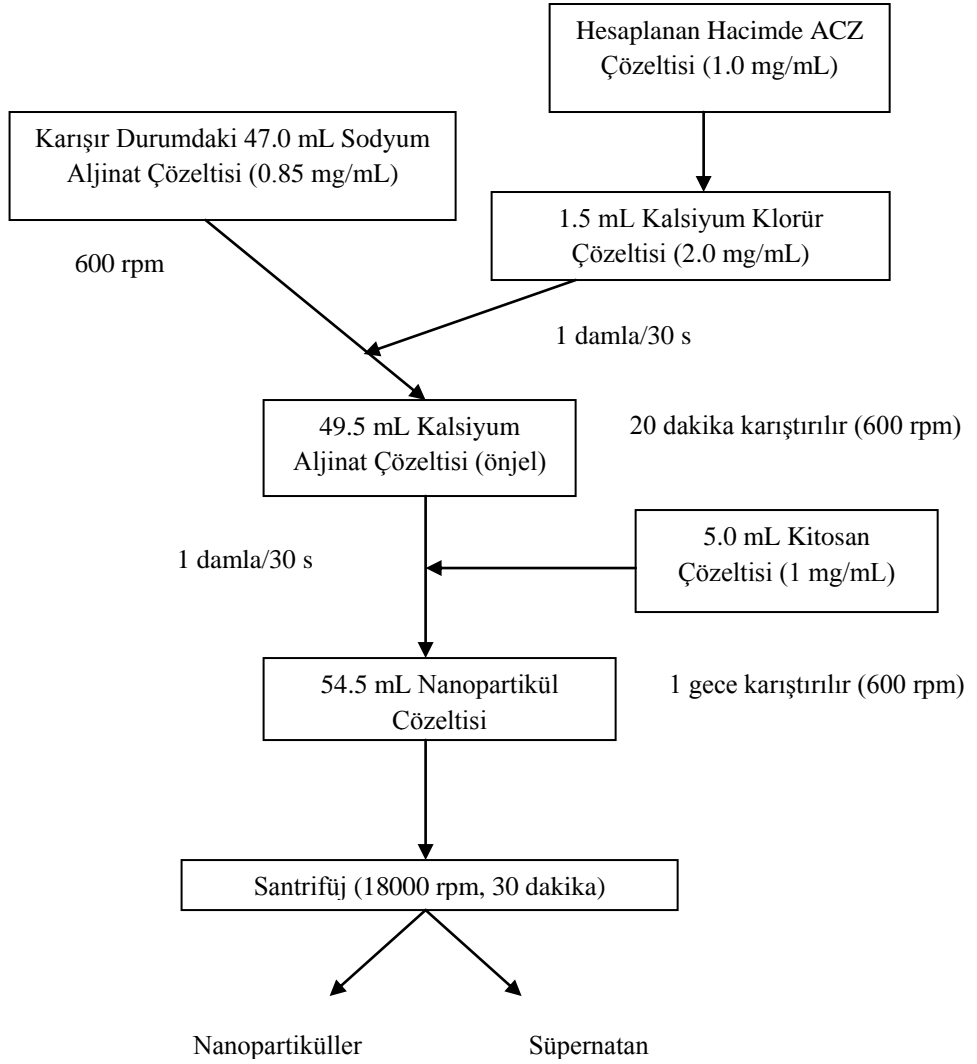 Hesaplanan Hacimde ACZ
Çözeltisi (1.0 mg/mL)
Karışır Durumdaki 47.0 mL Sodyum
Aljinat Çözeltisi (0.85 mg/mL)
1.5 mL Kalsiyum Klorür
Çözeltisi (2.0 mg/mL)
600 rpm
1 damla/30 s
49.5 mL Kalsiyum
Aljinat Çözeltisi (önjel)
20 dakika karıştırılır (600 rpm)
5.0 mL Kitosan
Çözeltisi (1 mg/mL)
1 damla/30 s
54.5 mL Nanopartikül
Cözeltisi
1 gece karıştırılır (600 rpm)
Santrifüj (18000 rpm, 30 dakika)
Nanopartiküller
Süpernatan